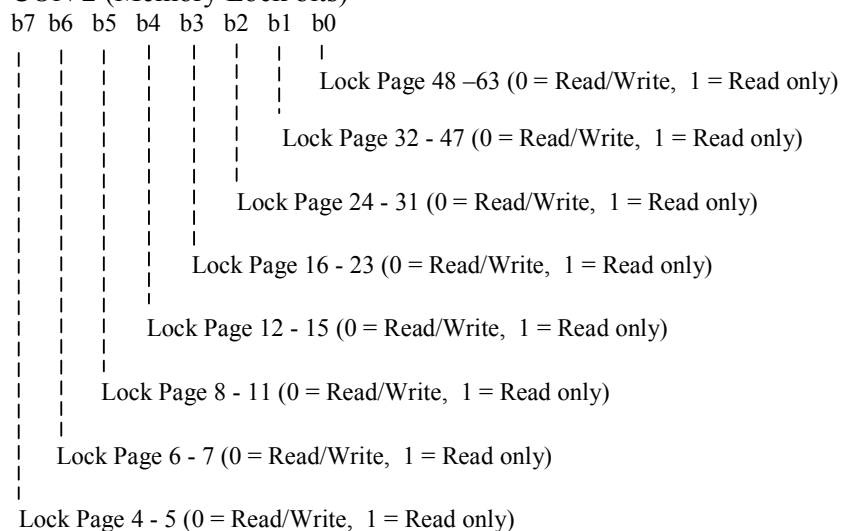 b7 b6 b5 b4 b3 b2 b1 b0
Lock Page 48 –63 (0 = Read/Write, 1 = Read only)
Lock Page 32 - 47 (0 = Read/Write, 1 = Read only)
Lock Page 24 - 31 (0 = Read/Write, 1 = Read only)
Lock Page 16 - 23 (0 = Read/Write, 1 = Read only)
Lock Page 12 - 15 (0 = Read/Write, 1 = Read only)
Lock Page 8 - 11 (0 = Read/Write, 1 = Read only)
Lock Page 6 - 7 (0 = Read/Write, 1 = Read only)
Lock Page 4 - 5 (0 = Read/Write, 1 = Read only)